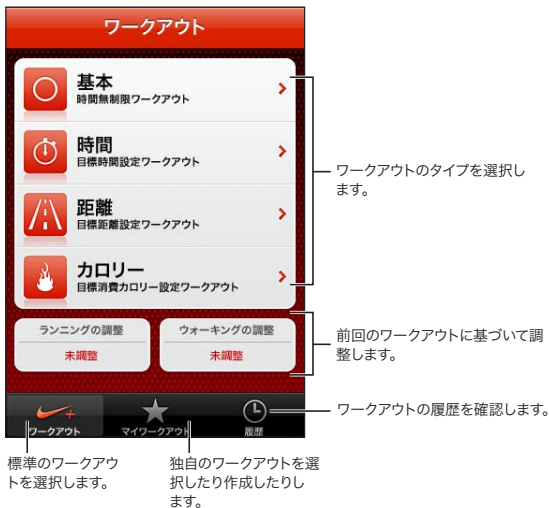 ワークアウト
基本
時間無制限ワークアウト
時間
目標時間設定ワークアウト
距離
目標距離設定ワークアウト
カロリー
目標消費カロリー設定ワークアウト
ワークアウトのタイプを選択し
ます。
ランニングの調整
未調整
ウォーキングの調整
未調整
前回のワークアウトに基づいて調
整します。
ワークアウト
マイワークアウト
履歴
ワークアウトの履歴を確認します。
標準のワークアウ
トを選択します。
独自のワークアウトを選
択したり作成したりし
ます。